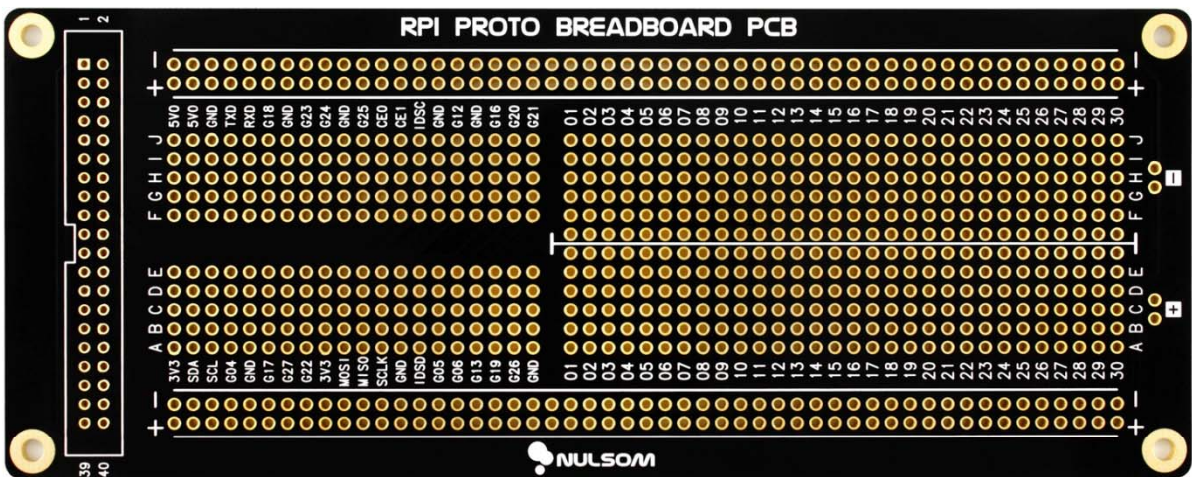 RPI PROTO BREADBOARD PCB
1 2
-
+
-
+
5V0 5V0 GND TXD RXD G18 GND G23 G24 GND G25 CE0 CE1 IDSC GND G12 GND G16 G20 G21
01 02 03 04 05 06 07 08 09 10 11 12 13 14 15 16 17 18 19 20 21 22 23 24 25 26 27 28 29 30
J J
I I
H H
G G
F F
-
E E
D D
C C
B B
A A
+
3V3 SDA SCL G04 GND G17 G27 G22 3V3 MOSI MISO SCLK GND IDSD G05 G06 G13 G19 G26 GND
01 02 03 04 05 06 07 08 09 10 11 12 13 14 15 16 17 18 19 20 21 22 23 24 25 26 27 28 29 30
-
+
-
+
39 40
NULSOM